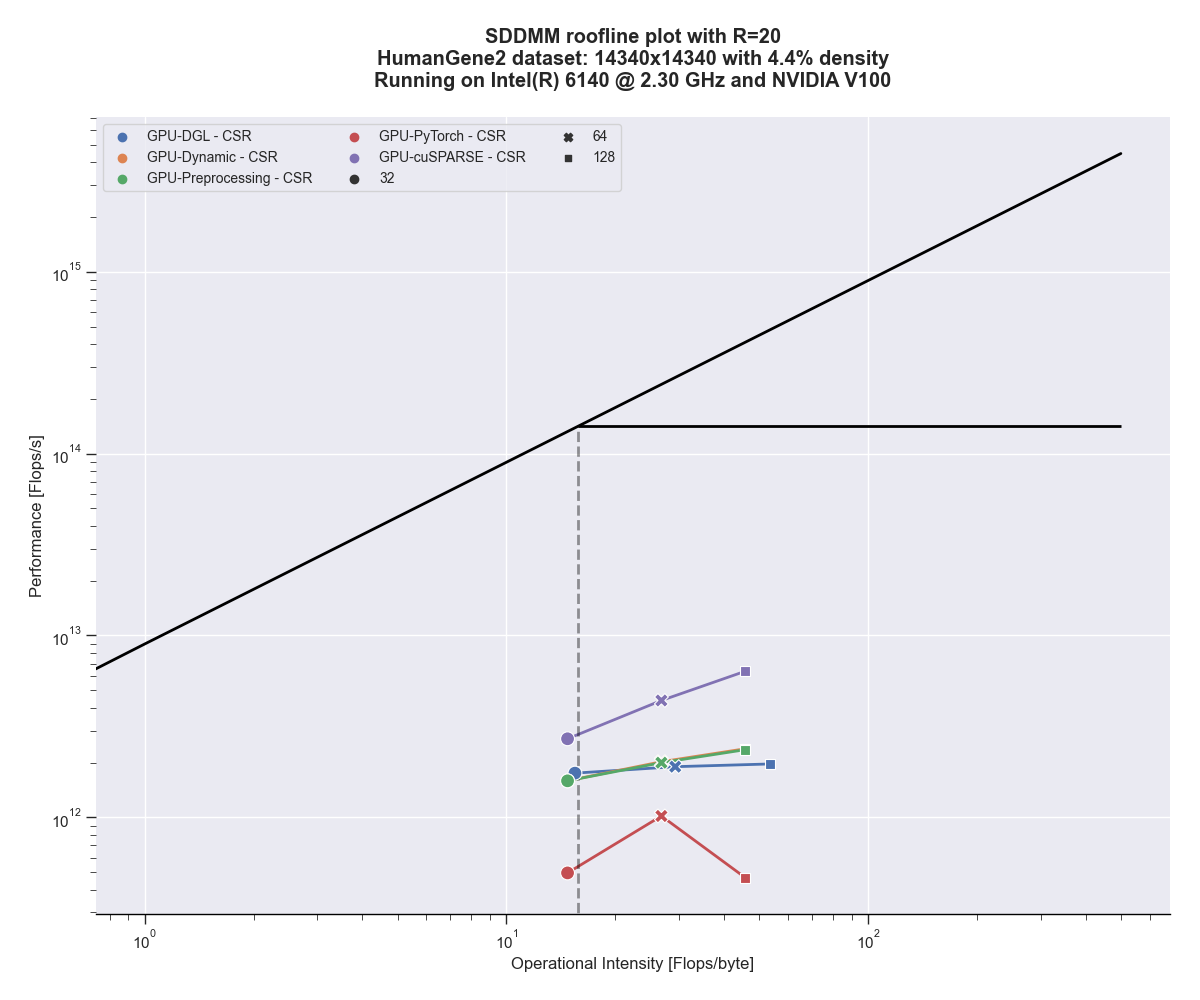 SDDMM roofline plot with R=20
HumanGene2 dataset: 14340x14340 with 4.4% density
Running on Intel(R) 6140 @ 2.30 GHz and NVIDIA V100
GPU-DGL - CSR
GPU-Dynamic - CSR
GPU-Preprocessing - CSR
GPU-PyTorch - CSR
GPU-cuSPARSE - CSR
32
64
128
Performance [Flops/s]
10^15
10^14
10^13
10^12
10^0
10^1
10^2
Operational Intensity [Flops/byte]